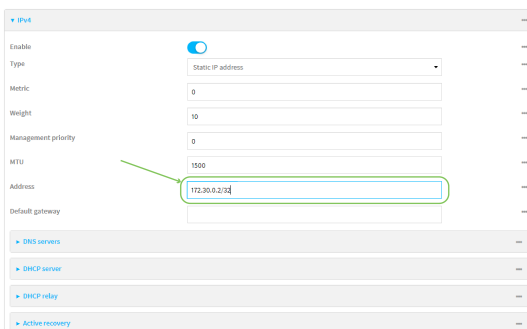 IPv4
Enable
Type Static IP address
Metric 0
Weight 10
Management priority 0
MTU 1500
Address 172.30.0.2/32
Default gateway
DNS servers
DHCP server
DHCP relay
Active recovery